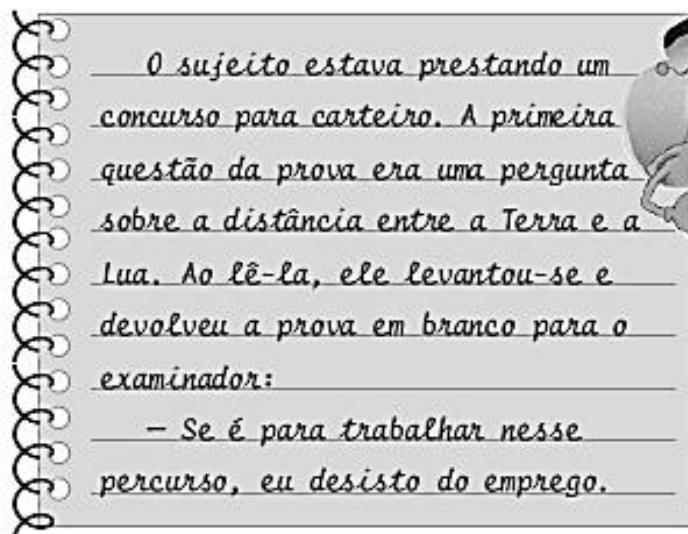 O sujeito estava prestando um
concurso para carteiro. A primeira
questão da prova era uma pergunta
sobre a distância entre a Terra e a
Lua. Ao lê-la, ele levantou-se e
devolveu a prova em branco para o
examinador:
– Se é para trabalhar nesse
percurso, eu desisto do emprego.